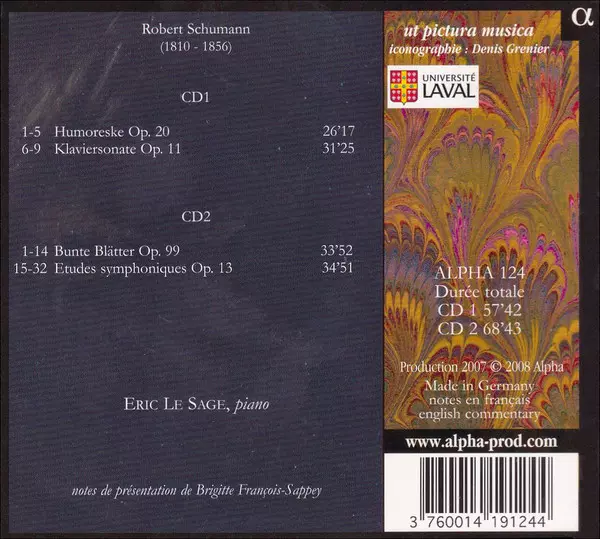 Robert Schumann
(1810 - 1856)
CD1
1-5 Humoreske Op. 20 26'17
6-9 Klaviersonate Op. 11 31'25
CD2
1-14 Bunte Blätter Op. 99 33'52
15-32 Etudes symphoniques Op. 13 34'51
ERIC LE SAGE, piano
notes de présentation de Brigitte François-Sappey
α
ut pictura musica
iconographie : Denis Grenier
UNIVERSITÉ
LAVAL
ALPHA 124
Durée totale
CD 1 57'42
CD 2 68'43
Production 2007 © 2008 Alpha
Made in Germany
notes en français
english commentary
www.alpha-prod.com
3 760014 191244